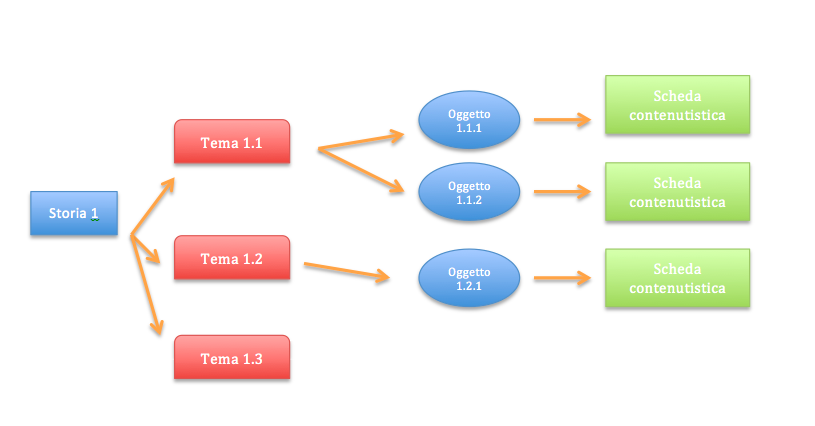 Storia 1
Tema 1.1
Tema 1.2
Tema 1.3
Oggetto
1.1.1
Oggetto
1.1.2
Oggetto
1.2.1
Scheda
contenutistica
Scheda
contenutistica
Scheda
contenutistica